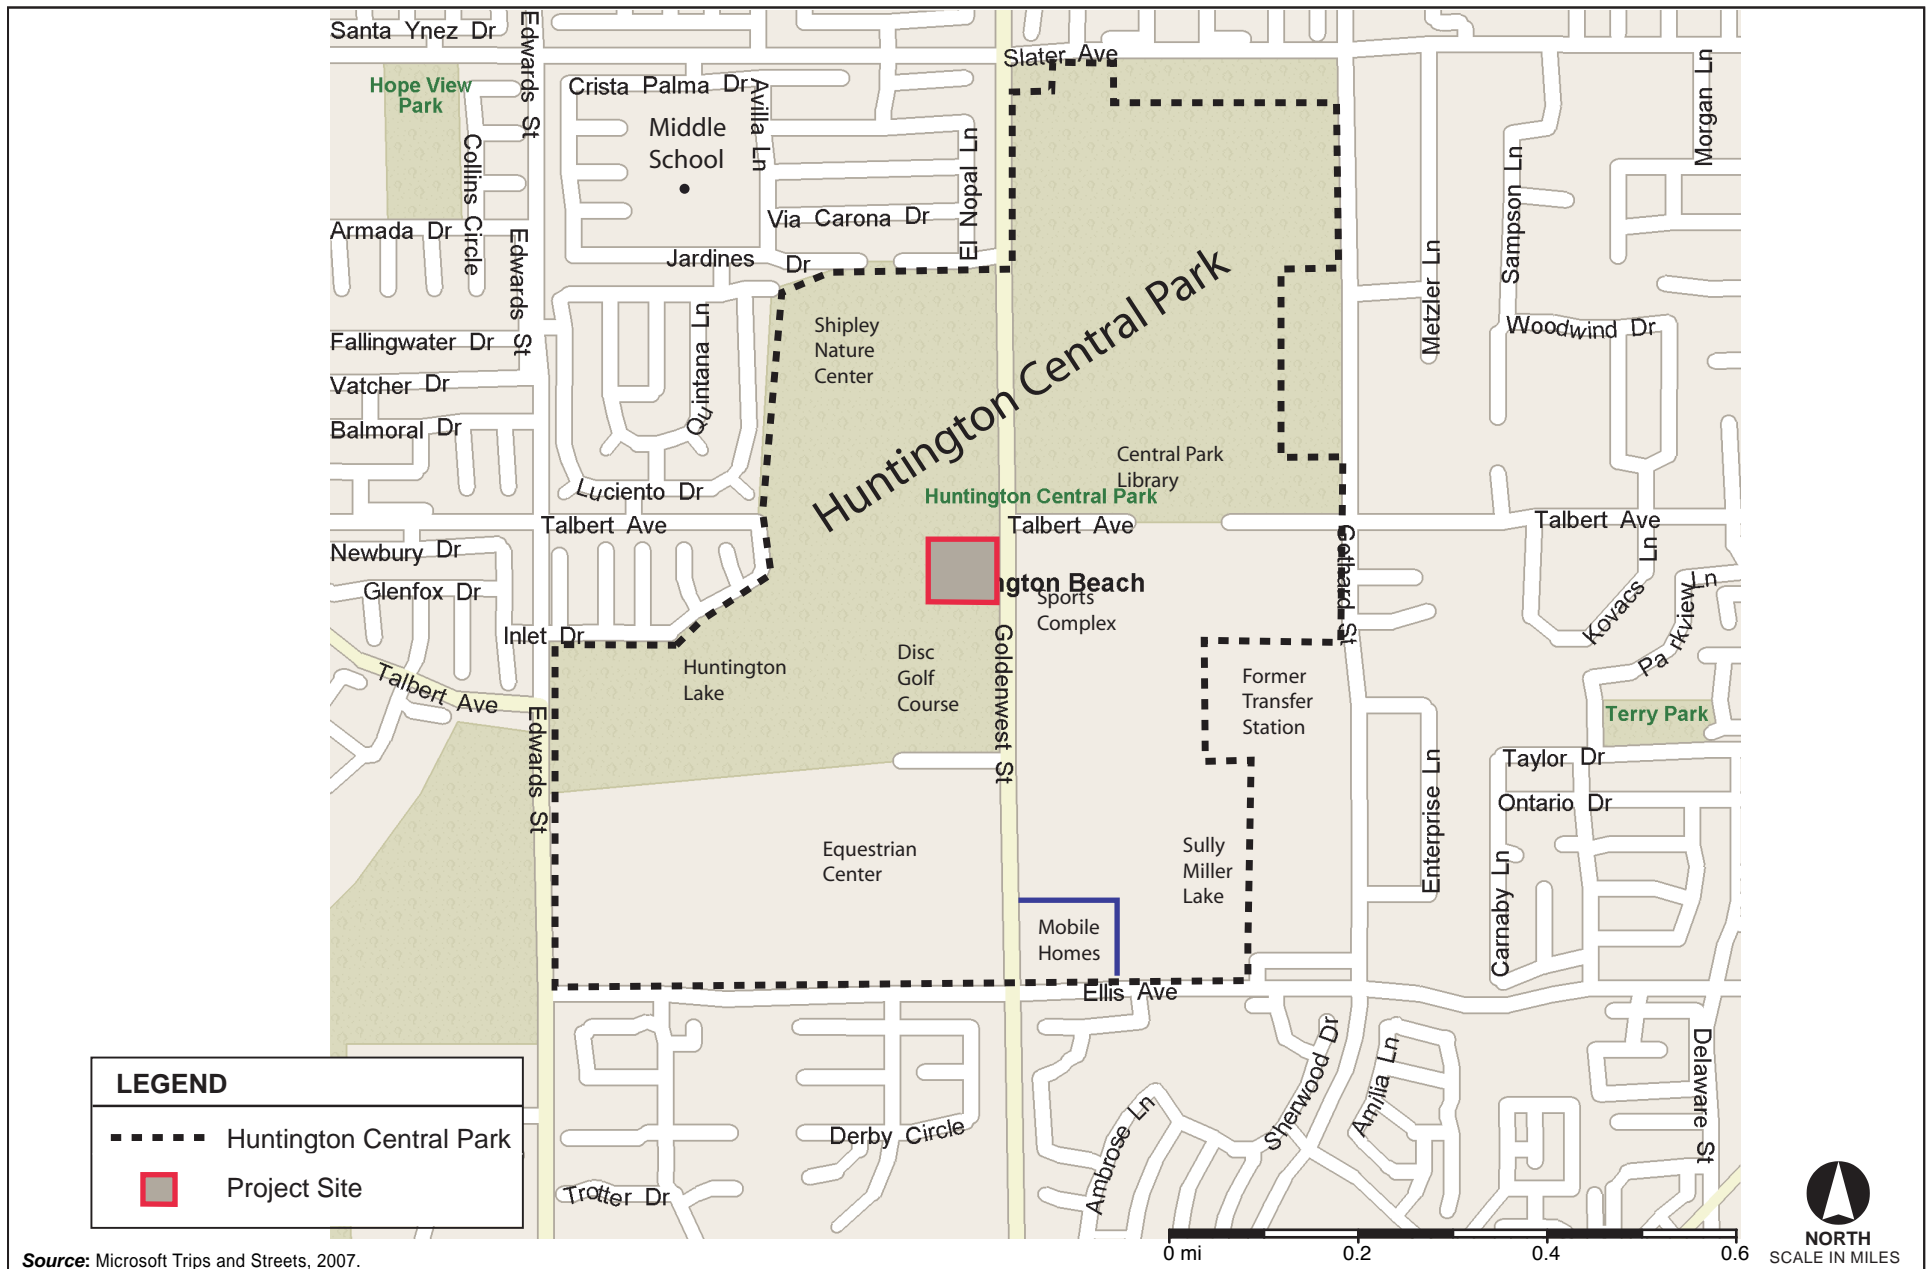 Santa Ynez Dr
Edwards St
Slater Ave
Hope View
Park
Crista Palma Dr
Avilla Ln
Middle
School
Morgan Ln
Collins Circle
El Nopal Ln
Sampson Ln
Via Carona Dr
Armada Dr
Edwards St
Jardines Dr
Metzler Ln
Huntington Central Park
Shipley
Nature
Center
Quintana Ln
Woodwind Dr
Fallingwater Dr
Vatcher Dr
Balmoral Dr
Central Park
Library
Luciento Dr
Huntington Central Park
Talbert Ave
Talbert Ave
Talbert Ave
Gothard St
Newbury Dr
Glenfox Dr
ngton Beach
Sports
Complex
Kovacs Ln
Parkview Ln
Inlet Dr
Goldenwest St
Huntington
Lake
Disc
Golf
Course
Former
Transfer
Station
Talbert Ave
Edwards St
Terry Park
Taylor Dr
Ontario Dr
Enterprise Ln
Equestrian
Center
Sully
Miller
Lake
Carnaby Ln
Mobile
Homes
Ellis Ave
Sherwood Dr
Amilia Ln
Delaware St
Ambrose Ln
Derby Circle
Trotter Dr
LEGEND
Huntington Central Park
Project Site
NORTH
SCALE IN MILES
0 mi 0.2 0.4 0.6
Source: Microsoft Trips and Streets, 2007.